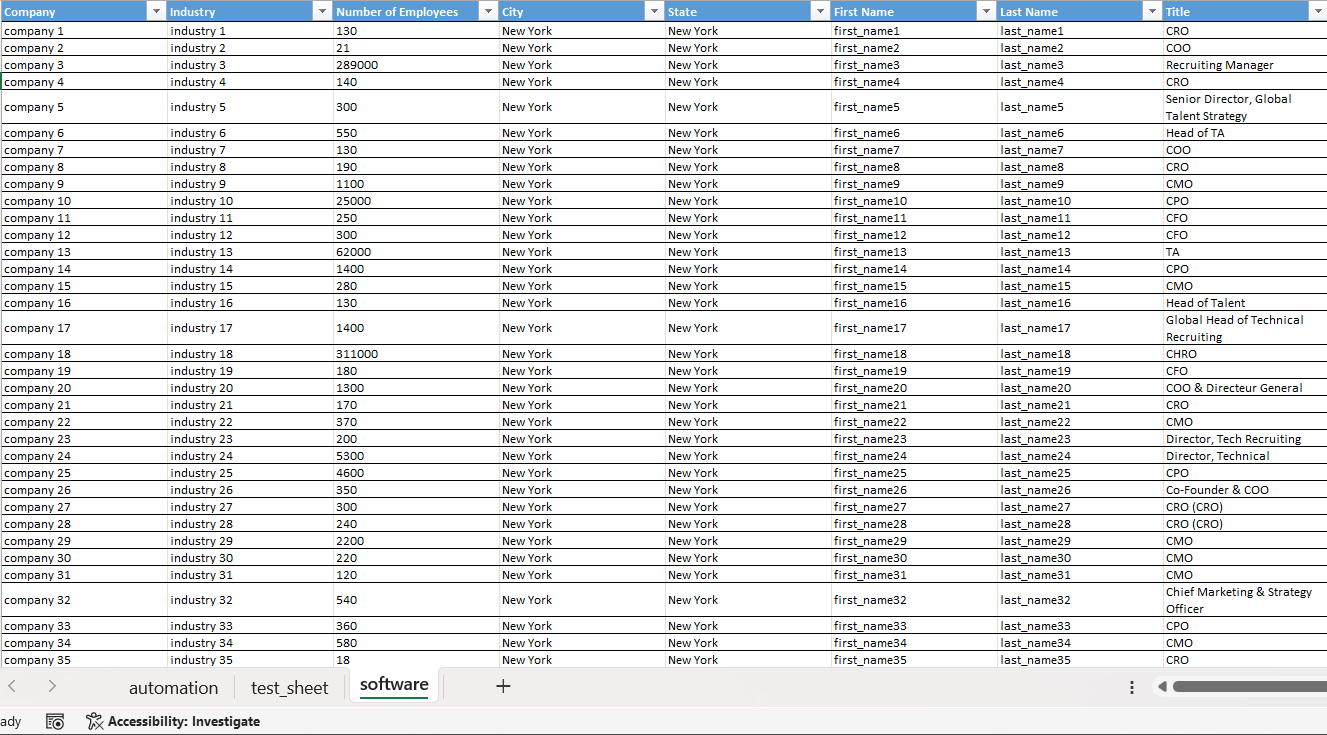 Company Industry Number of Employees City State First Name Last Name Title
company 1 industry 1 130 New York New York first_name1 last_name1 CRO
company 2 industry 2 21 New York New York first_name2 last_name2 COO
company 3 industry 3 289000 New York New York first_name3 last_name3 Recruiting Manager
company 4 industry 4 140 New York New York first_name4 last_name4 CRO
company 5 industry 5 300 New York New York first_name5 last_name5 Senior Director, Global
Talent Strategy
company 6 industry 6 550 New York New York first_name6 last_name6 Head of TA
company 7 industry 7 130 New York New York first_name7 last_name7 COO
company 8 industry 8 190 New York New York first_name8 last_name8 CRO
company 9 industry 9 1100 New York New York first_name9 last_name9 CMO
company 10 industry 10 25000 New York New York first_name10 last_name10 CPO
company 11 industry 11 250 New York New York first_name11 last_name11 CFO
company 12 industry 12 300 New York New York first_name12 last_name12 CFO
company 13 industry 13 62000 New York New York first_name13 last_name13 TA
company 14 industry 14 1400 New York New York first_name14 last_name14 CPO
company 15 industry 15 280 New York New York first_name15 last_name15 CMO
company 16 industry 16 130 New York New York first_name16 last_name16 Head of Talent
company 17 industry 17 1400 New York New York first_name17 last_name17 Global Head of Technical
Recruiting
company 18 industry 18 311000 New York New York first_name18 last_name18 CHRO
company 19 industry 19 180 New York New York first_name19 last_name19 CFO
company 20 industry 20 1300 New York New York first_name20 last_name20 COO & Directeur General
company 21 industry 21 170 New York New York first_name21 last_name21 CRO
company 22 industry 22 370 New York New York first_name22 last_name22 CMO
company 23 industry 23 200 New York New York first_name23 last_name23 Director, Tech Recruiting
company 24 industry 24 5300 New York New York first_name24 last_name24 Director, Technical
company 25 industry 25 4600 New York New York first_name25 last_name25 CPO
company 26 industry 26 350 New York New York first_name26 last_name26 Co-Founder & COO
company 27 industry 27 300 New York New York first_name27 last_name27 CRO (CRO)
company 28 industry 28 240 New York New York first_name28 last_name28 CRO (CRO)
company 29 industry 29 2200 New York New York first_name29 last_name29 CMO
company 30 industry 30 220 New York New York first_name30 last_name30 CMO
company 31 industry 31 120 New York New York first_name31 last_name31 CMO
company 32 industry 32 540 New York New York first_name32 last_name32 Chief Marketing & Strategy
Officer
company 33 industry 33 360 New York New York first_name33 last_name33 CPO
company 34 industry 34 580 New York New York first_name34 last_name34 CMO
company 35 industry 35 18 New York New York first_name35 last_name35 CRO
automation test_sheet software
ady Accessibility: Investigate